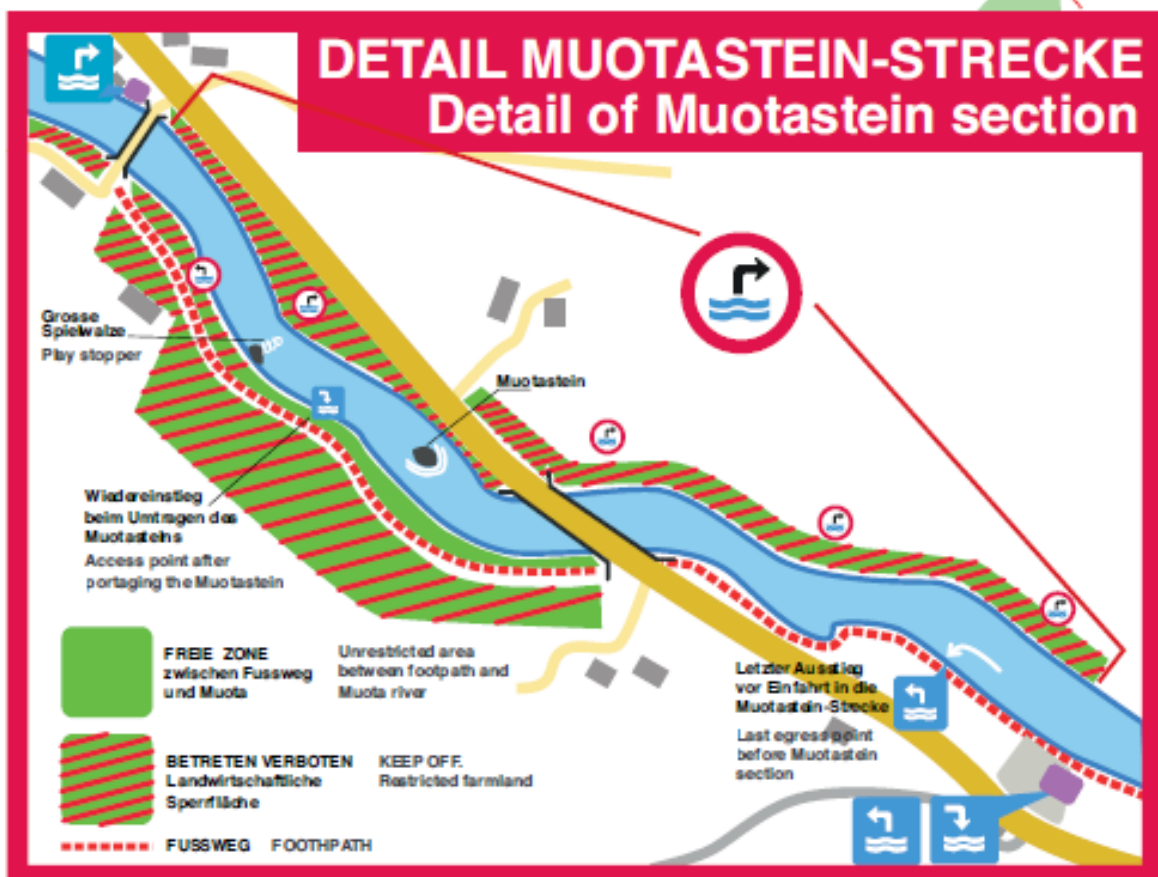 DETAIL MUOTASTEIN-STRECKE
Detail of Muotastein section
Grosse
Spielwalze
Play stopper
Muotastein
Wiedereinstieg
beim Umtragen des
Muotasteins
Access point after
portaging the Muotastein
FREIE ZONE
zwischen Fussweg
und Muota
Unrestricted area
between footpath and
Muota river
Letzter Ausstieg
vor Einfahrt in die
Muotastein-Strecke
Last egress point
before Muotastein
section
BETRETEN VERBOTEN
Landwirtschaftliche
Sperrfläche
KEEP OFF.
Restricted farmland
FUSSWEG FOOTHPATH